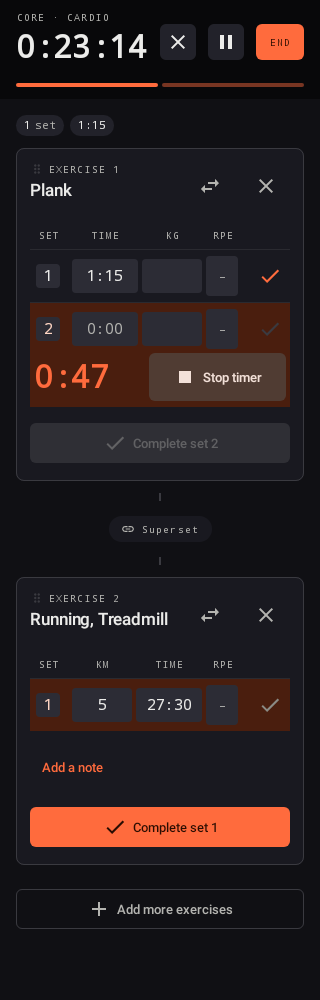 CORE · CARDIO
0:23:14
END
1 set
1:15
EXERCISE 1
Plank
SET TIME KG RPE
1 1:15 –
2 0:00 –
0:47 Stop timer
Complete set 2
Superset
EXERCISE 2
Running, Treadmill
SET KM TIME RPE
1 5 27:30 –
Add a note
Complete set 1
Add more exercises